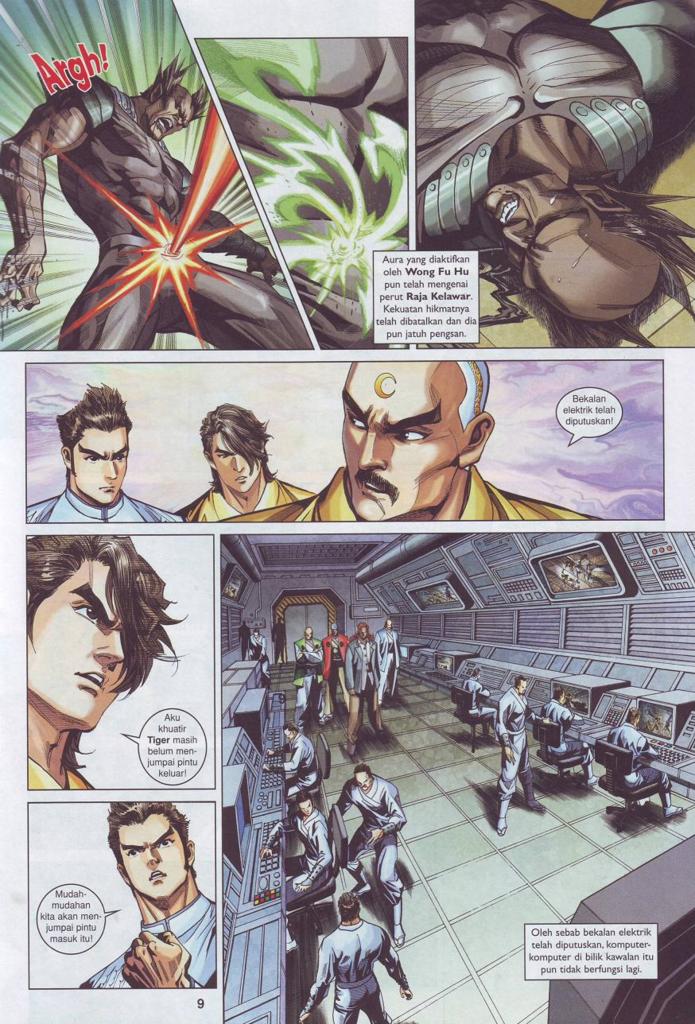 Argh!
Aura yang diaktifkan
oleh Wong Fu Hu
pun telah mengenai
perut Raja Kelawar.
Kekuatan hikmatnya
telah dibatalkan dan dia
pun jatuh pengsan.
Bekalan
elektrik telah
diputuskan!
Aku
khuatir
Tiger masih
belum men-
jumpai pintu
keluar!
Mudah-
mudahan
kita akan men-
jumpai pintu
masuk itu!
Oleh sebab bekalan elektrik
telah diputuskan, komputer-
komputer di bilik kawalan itu
pun tidak berfungsi lagi.
9